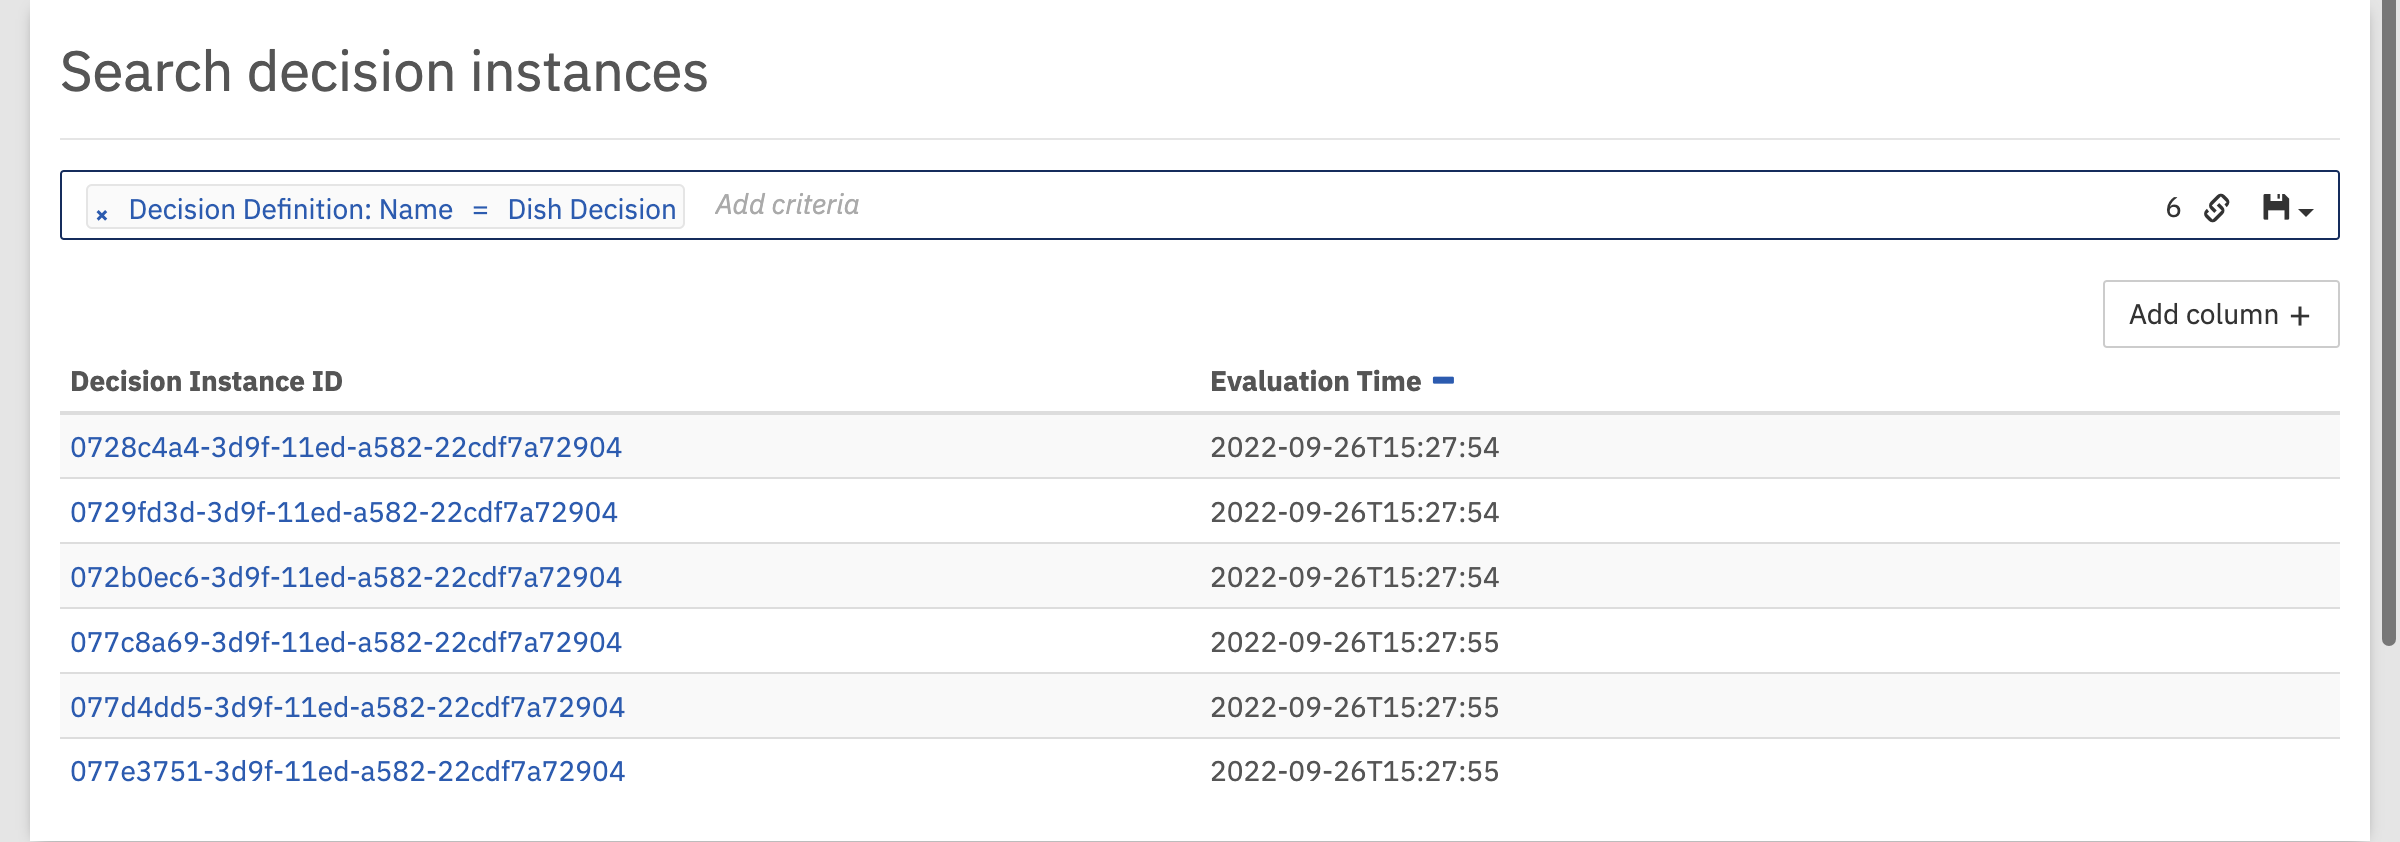 Search decision instances
× Decision Definition: Name = Dish Decision Add criteria 6
Add column +
Decision Instance ID Evaluation Time
0728c4a4-3d9f-11ed-a582-22cdf7a72904 2022-09-26T15:27:54
0729fd3d-3d9f-11ed-a582-22cdf7a72904 2022-09-26T15:27:54
072b0ec6-3d9f-11ed-a582-22cdf7a72904 2022-09-26T15:27:54
077c8a69-3d9f-11ed-a582-22cdf7a72904 2022-09-26T15:27:55
077d4dd5-3d9f-11ed-a582-22cdf7a72904 2022-09-26T15:27:55
077e3751-3d9f-11ed-a582-22cdf7a72904 2022-09-26T15:27:55